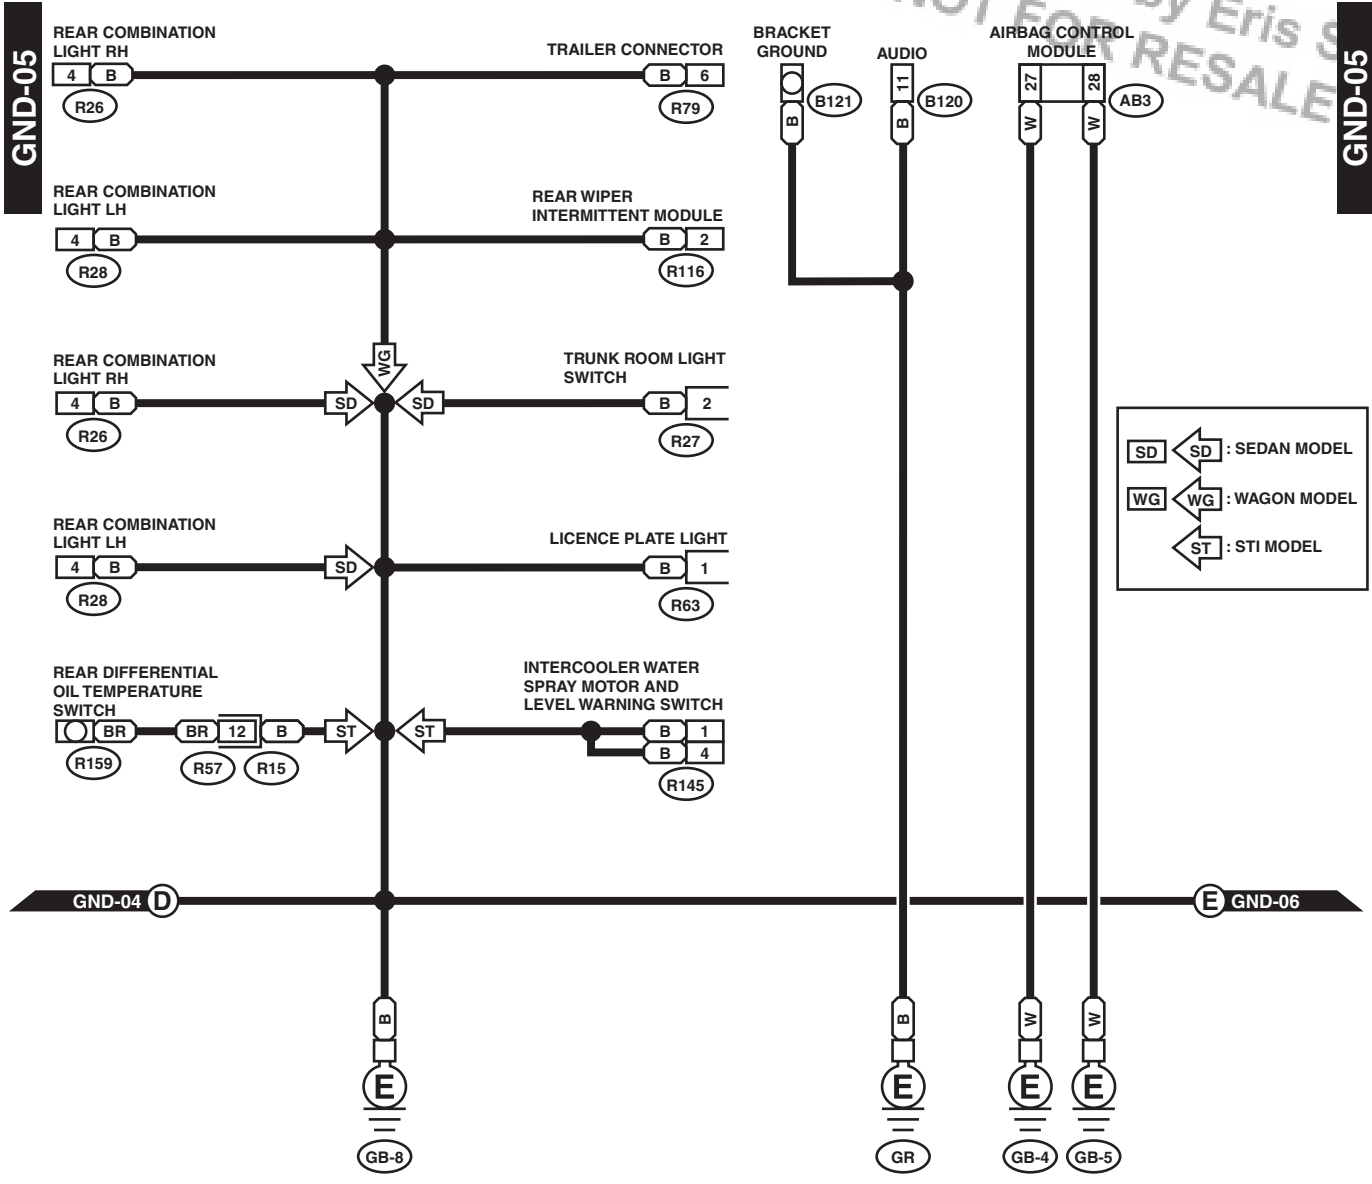 by Eris S
NOT FOR RESALE
GND-05
GND-05
REAR COMBINATION
LIGHT RH
4 B
R26
TRAILER CONNECTOR
B 6
R79
BRACKET
GROUND
B
B121
AUDIO
11
B
B120
AIRBAG CONTROL
MODULE
27 28
W W
AB3
REAR COMBINATION
LIGHT LH
4 B
R28
REAR WIPER
INTERMITTENT MODULE
B 2
R116
WG
REAR COMBINATION
LIGHT RH
4 B
R26
SD SD
TRUNK ROOM LIGHT
SWITCH
B 2
R27
SD SD : SEDAN MODEL
WG WG : WAGON MODEL
ST : STI MODEL
REAR COMBINATION
LIGHT LH
4 B
R28
SD
LICENCE PLATE LIGHT
B 1
R63
REAR DIFFERENTIAL
OIL TEMPERATURE
SWITCH
BR BR 12 B
R159 R57 R15
ST ST
INTERCOOLER WATER
SPRAY MOTOR AND
LEVEL WARNING SWITCH
B 1
B 4
R145
GND-04 D
E GND-06
B B W W
E E E E
GB-8 GR GB-4 GB-5